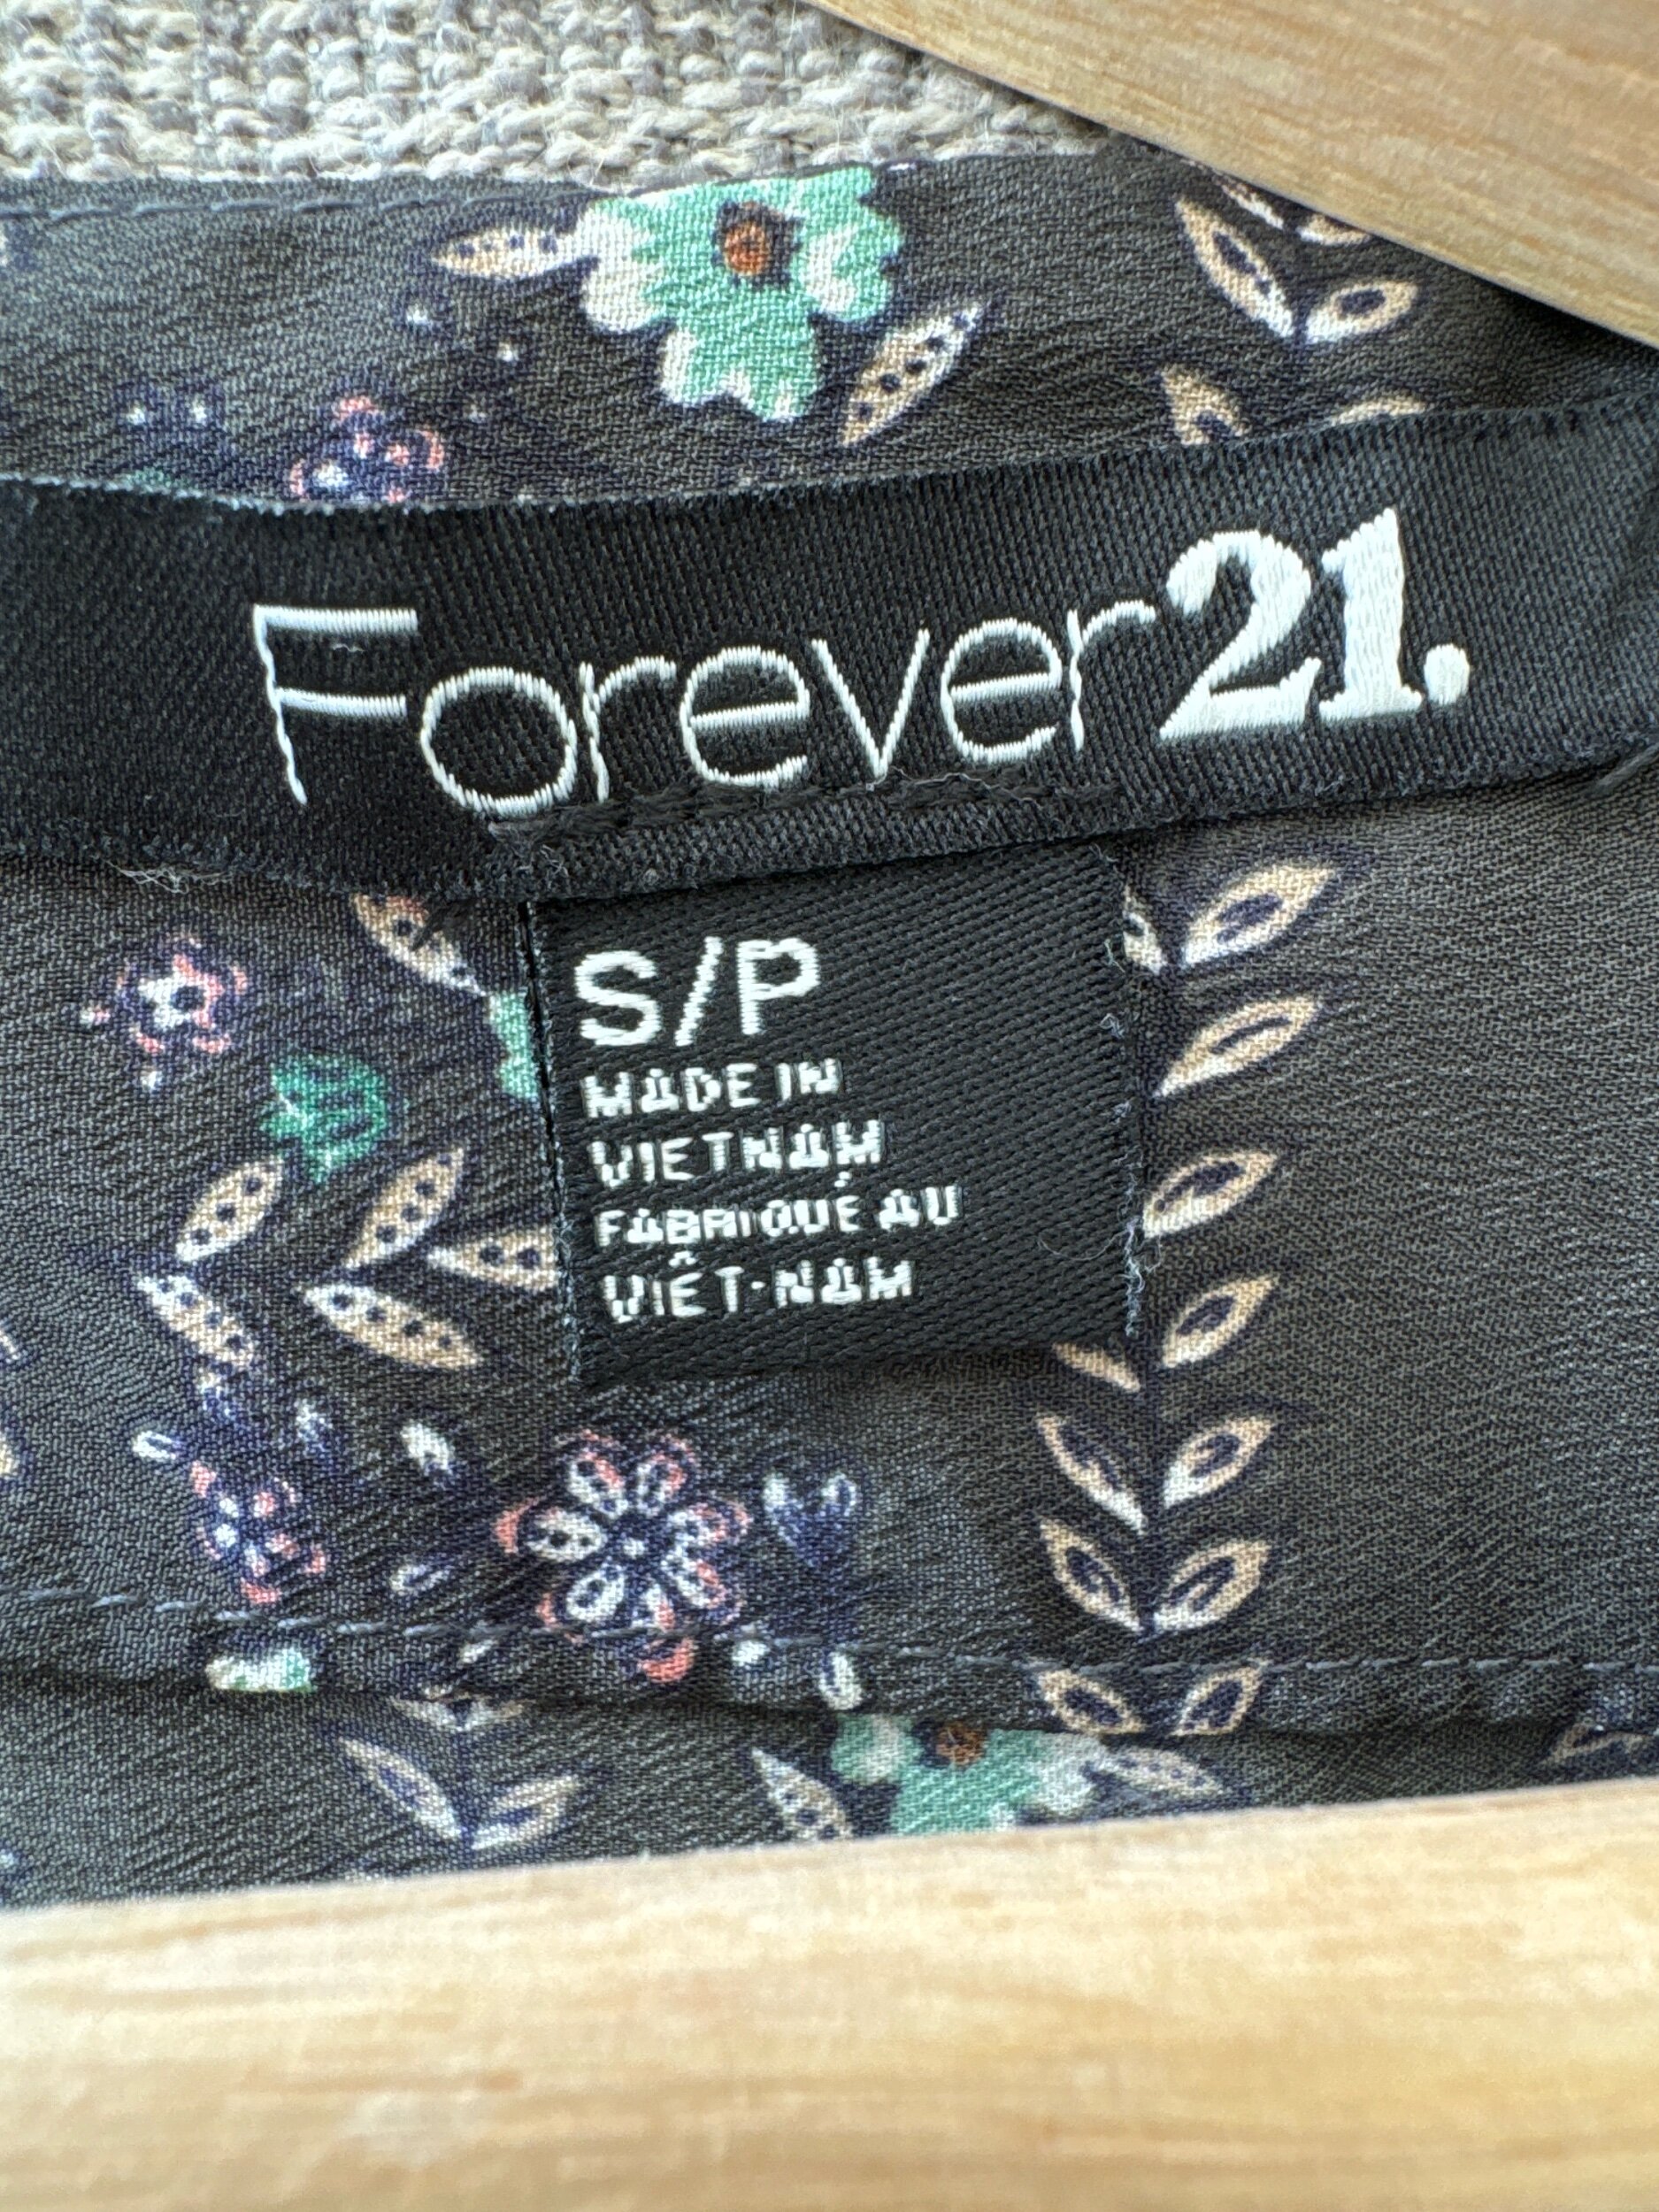 Forever21.
S/P
MADE IN
VIETNAM
FABRIQUÉ AU
VIÊT-NAM